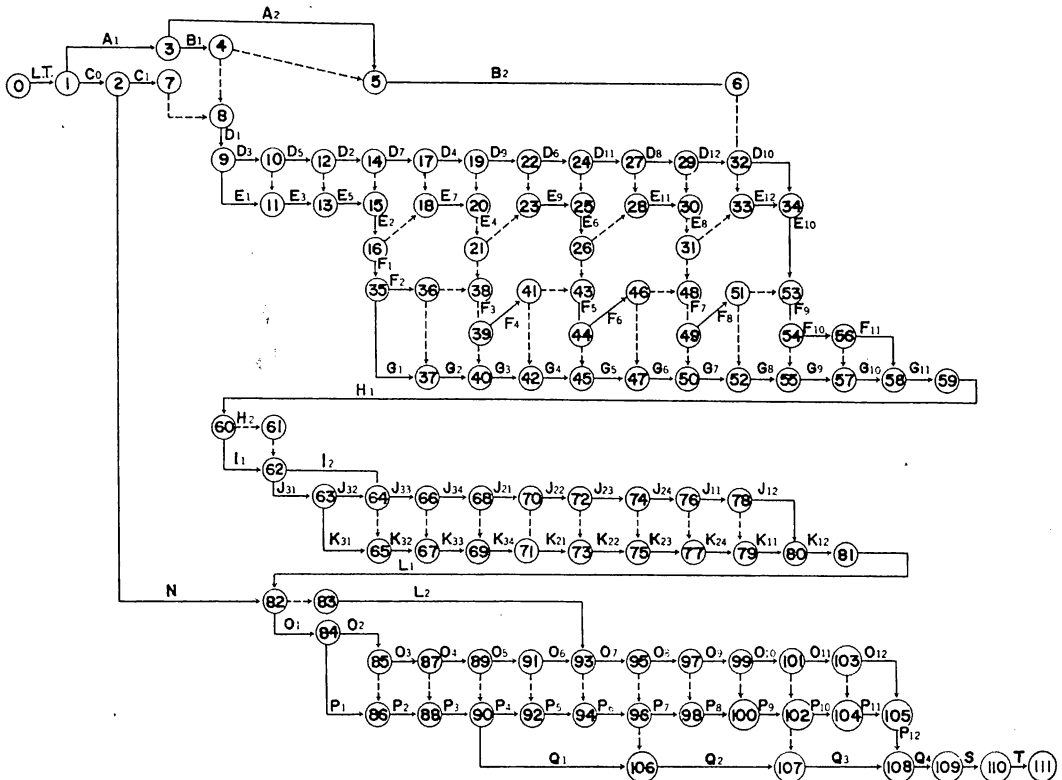 A2
A1 3 B1 4
0 L.T. 1 C0 2 C1 7 5 B2 6
8
D1
9 D3 10 D5 12 D2 14 D7 17 D4 19 D9 22 D6 24 D11 27 D8 29 D12 32 D10
E1 11 E3 13 E5 15 18 E7 20 23 E9 25 28 E11 30 33 E12 34
E2 E4 E6 E8 E10
16 21 26 31
F1
35 F2 36 38 41 43 46 48 51 53
F3 F5 F7 F9
39 F4 44 F6 49 F8 54 F10 56 F11
G1 37 G2 40 G3 42 G4 45 G5 47 G6 50 G7 52 G8 55 G9 57 G10 58 G11 59
H1
60 H2 61
I1 62 I2
J31 63 J32 64 J33 66 J34 68 J21 70 J22 72 J23 74 J24 76 J11 78 J12
K31 65 K32 67 K33 69 K34 71 K21 73 K22 75 K23 77 K24 79 K11 80 K12 81
L1
N 82 83 L2
O1 84 O2
85 O3 87 O4 89 O5 91 O6 93 O7 95 O8 97 O9 99 O10 101 O11 103 O12
P1 86 P2 88 P3 90 P4 92 P5 94 P6 96 P7 98 P8 100 P9 102 P10 104 P11 105
P12
Q1 106 Q2 107 Q3 108 Q4 109 S 110 T 111